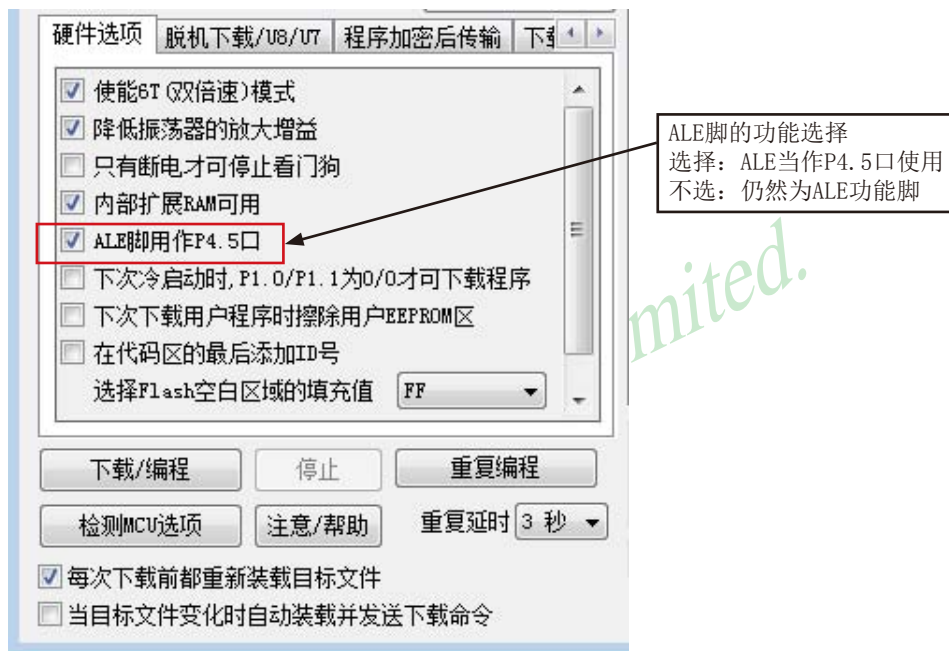 硬件选项 脱机下载/U8/U7 程序加密后传输
使能6T(双倍速)模式
降低振荡器的放大增益
只有断电才可停止看门狗
内部扩展RAM可用
ALE脚用作P4.5口
下次冷启动时,P1.0/P1.1为0/0才可下载程序
下次下载用户程序时擦除用户EEPROM区
在代码区的最后添加ID号
选择Flash空白区域的填充值 FF
ALE脚的功能选择
选择：ALE当作P4.5口使用
不选：仍然为ALE功能脚
mited.
下载/编程 停止 重复编程
检测MCU选项 注意/帮助 重复延时 3 秒
每次下载前都重新装载目标文件
当目标文件变化时自动装载并发送下载命令